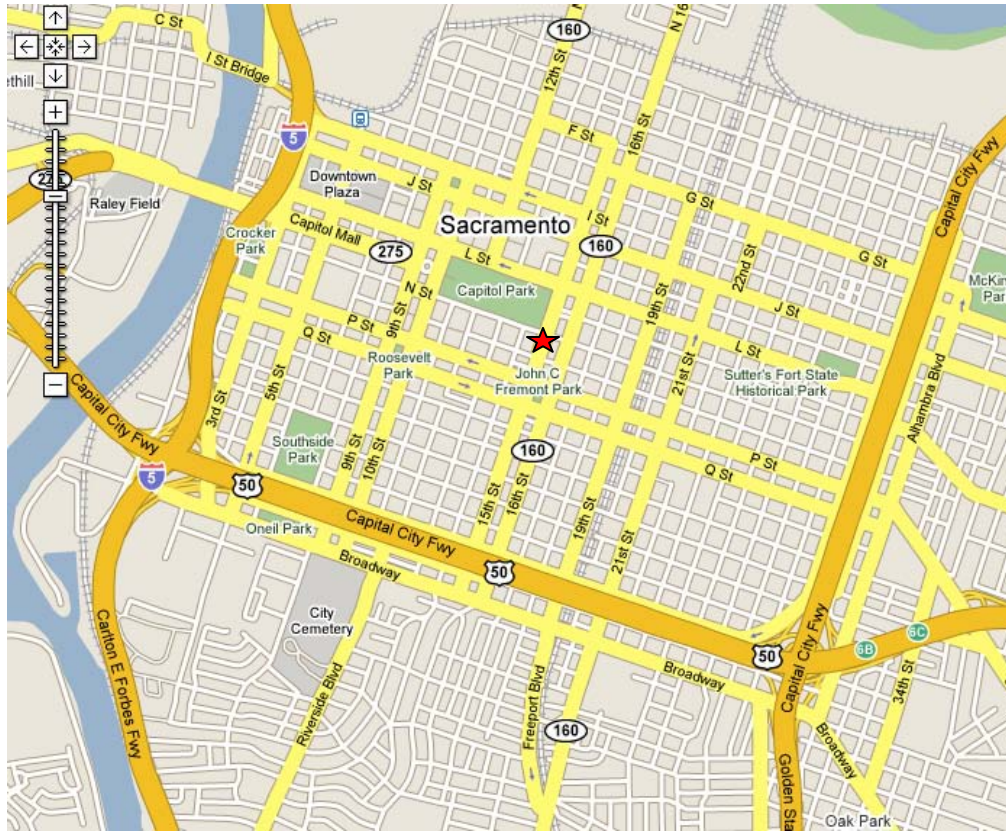 160
C St
N 16
12th St
I St Bridge
ethill
5
F St
16th St
Capital City Fwy
275
Downtown
Plaza
J St
Raley Field
G St
Sacramento
I St
Crocker
Park
Capitol Mall
275
L St
160
22nd St
G St
McKin
Par
Capitol Park
N St
19th St
J St
9th St
P St
Q St
Roosevelt
Park
John C
Fremont Park
21st St
L St
Sutter's Fort State
Historical Park
Alhambra Blvd
Capital City Fwy
3rd St
5th St
Southside
Park
9th St
10th St
160
P St
Q St
5
50
15th St
16th St
19th St
21st St
Oneil Park
Capital City Fwy
Broadway
50
City
Cemetery
Carlton E Forbes Fwy
Riverside Blvd
Freeport Blvd
160
Broadway
50
Capital City Fwy
6B
6C
34th St
Broadway
Golden Sta
Oak Park